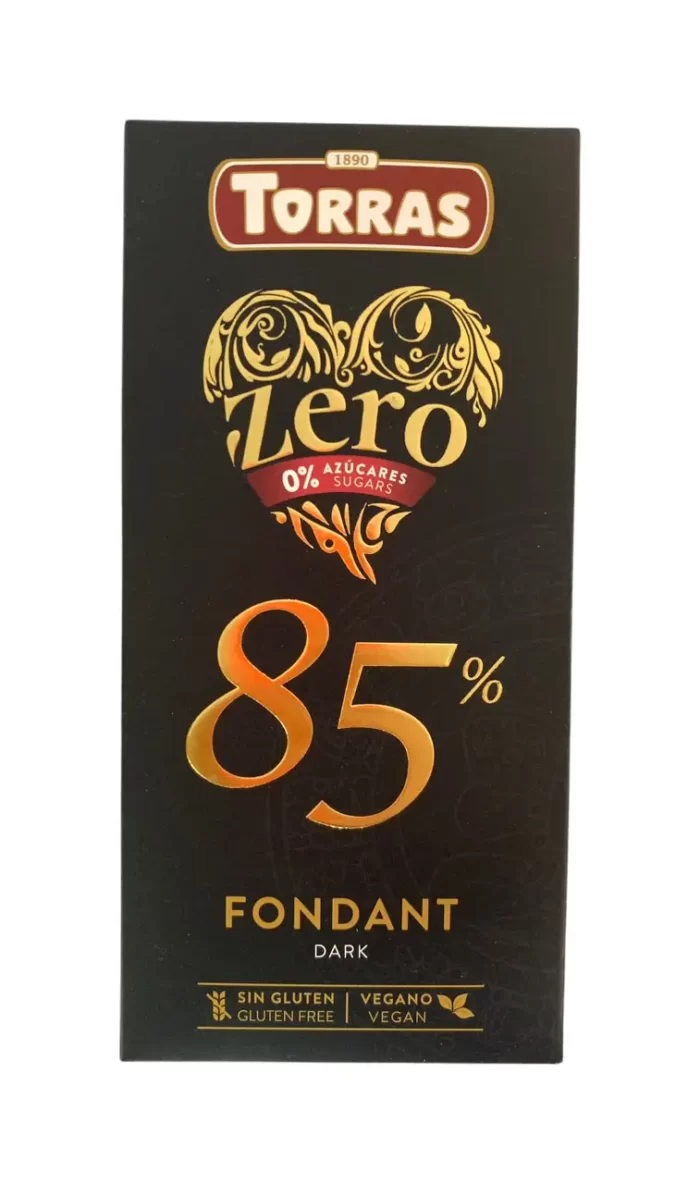 1890
TORRAS
Zero
0% AZÚCARES
SUGARS
85%
FONDANT
DARK
SIN GLUTEN | VEGANO
GLUTEN FREE | VEGAN